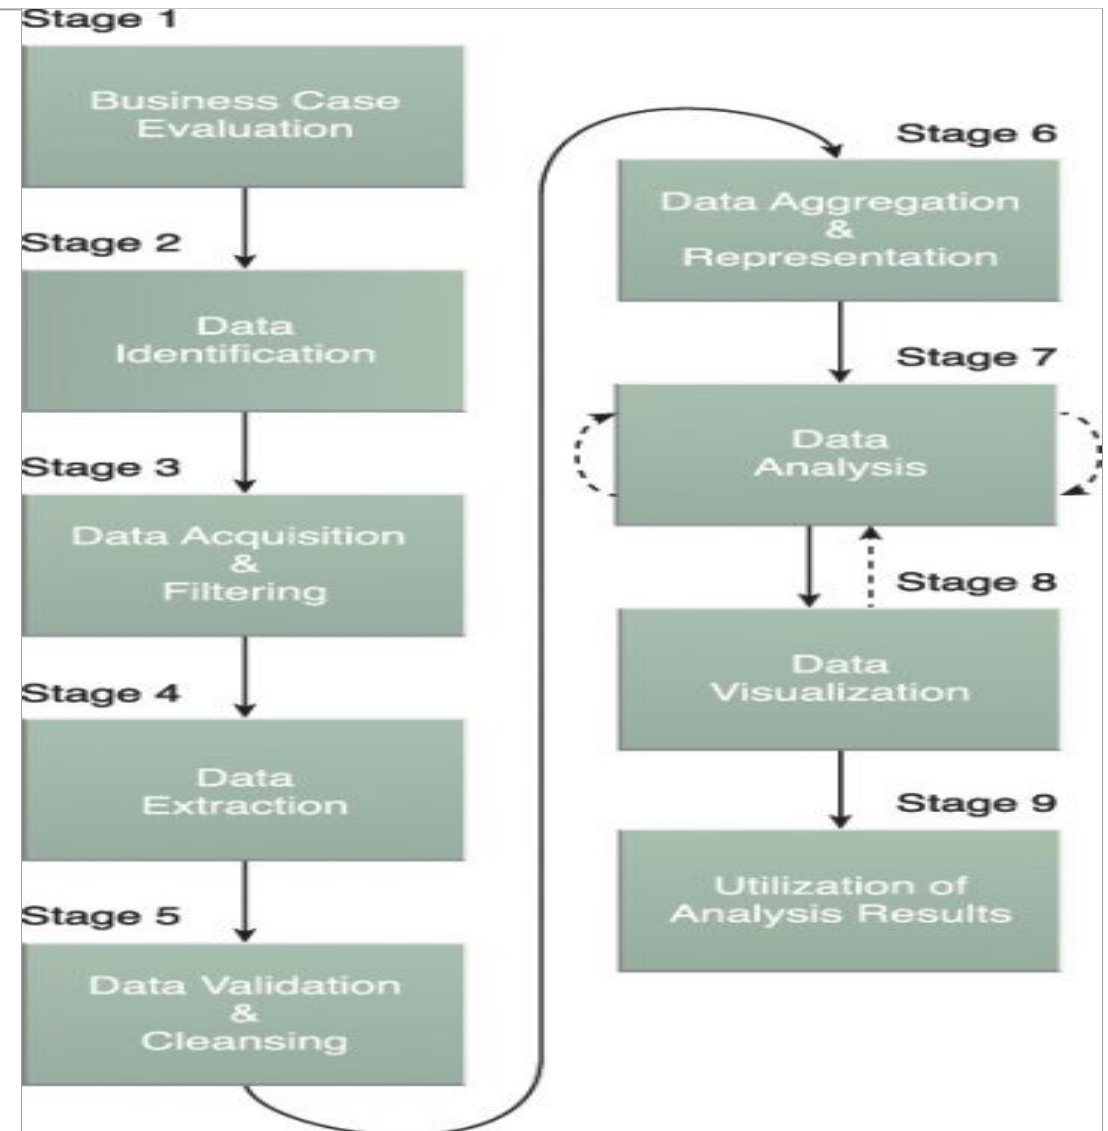 Stage 1
Business Case
Evaluation
Stage 2
Data
Identification
Stage 3
Data Acquisition
&
Filtering
Stage 4
Data
Extraction
Stage 5
Data Validation
&
Cleansing
Stage 6
Data Aggregation
&
Representation
Stage 7
Data
Analysis
Stage 8
Data
Visualization
Stage 9
Utilization of
Analysis Results